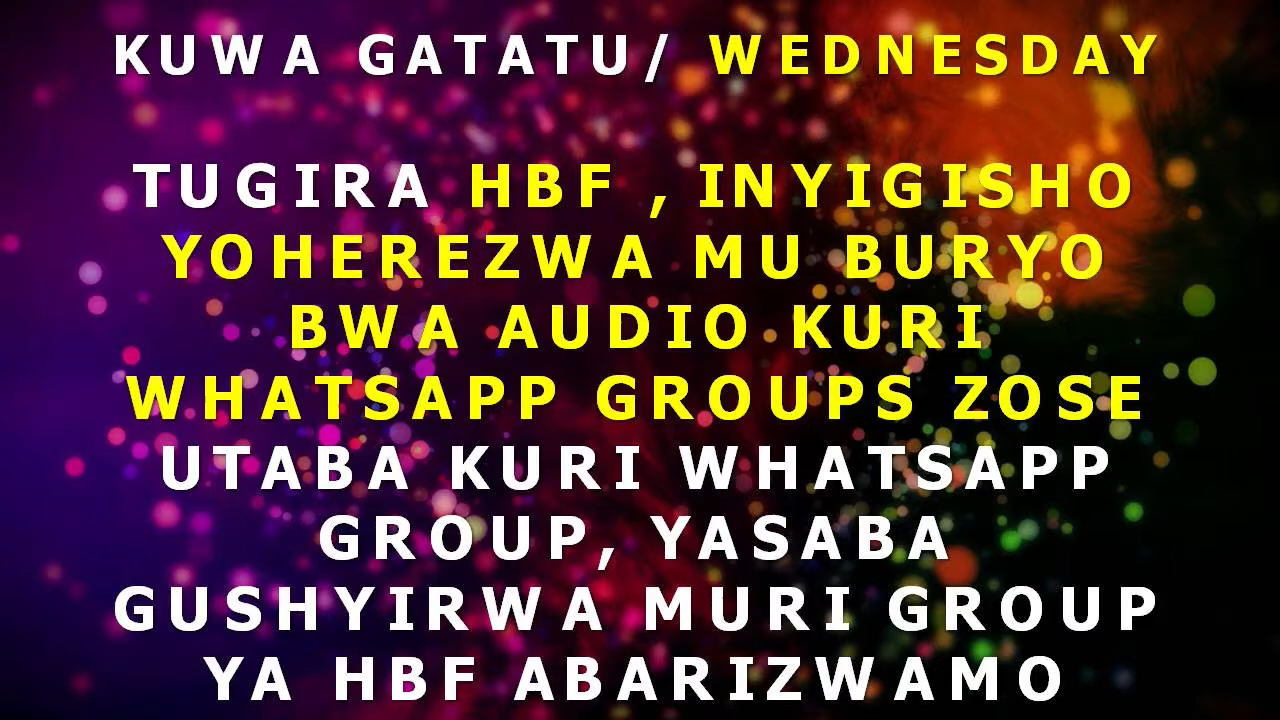 KUWA GATATU/ WEDNESDAY
TUGIRA HBF , INYIGISHO
YOHEREZWA MU BURYO
BWA AUDIO KURI
WHATSAPP GROUPS ZOSE
UTABA KURI WHATSAPP
GROUP, YASABA
GUSHYIRWA MURI GROUP
YA HBF ABARIZWAMO